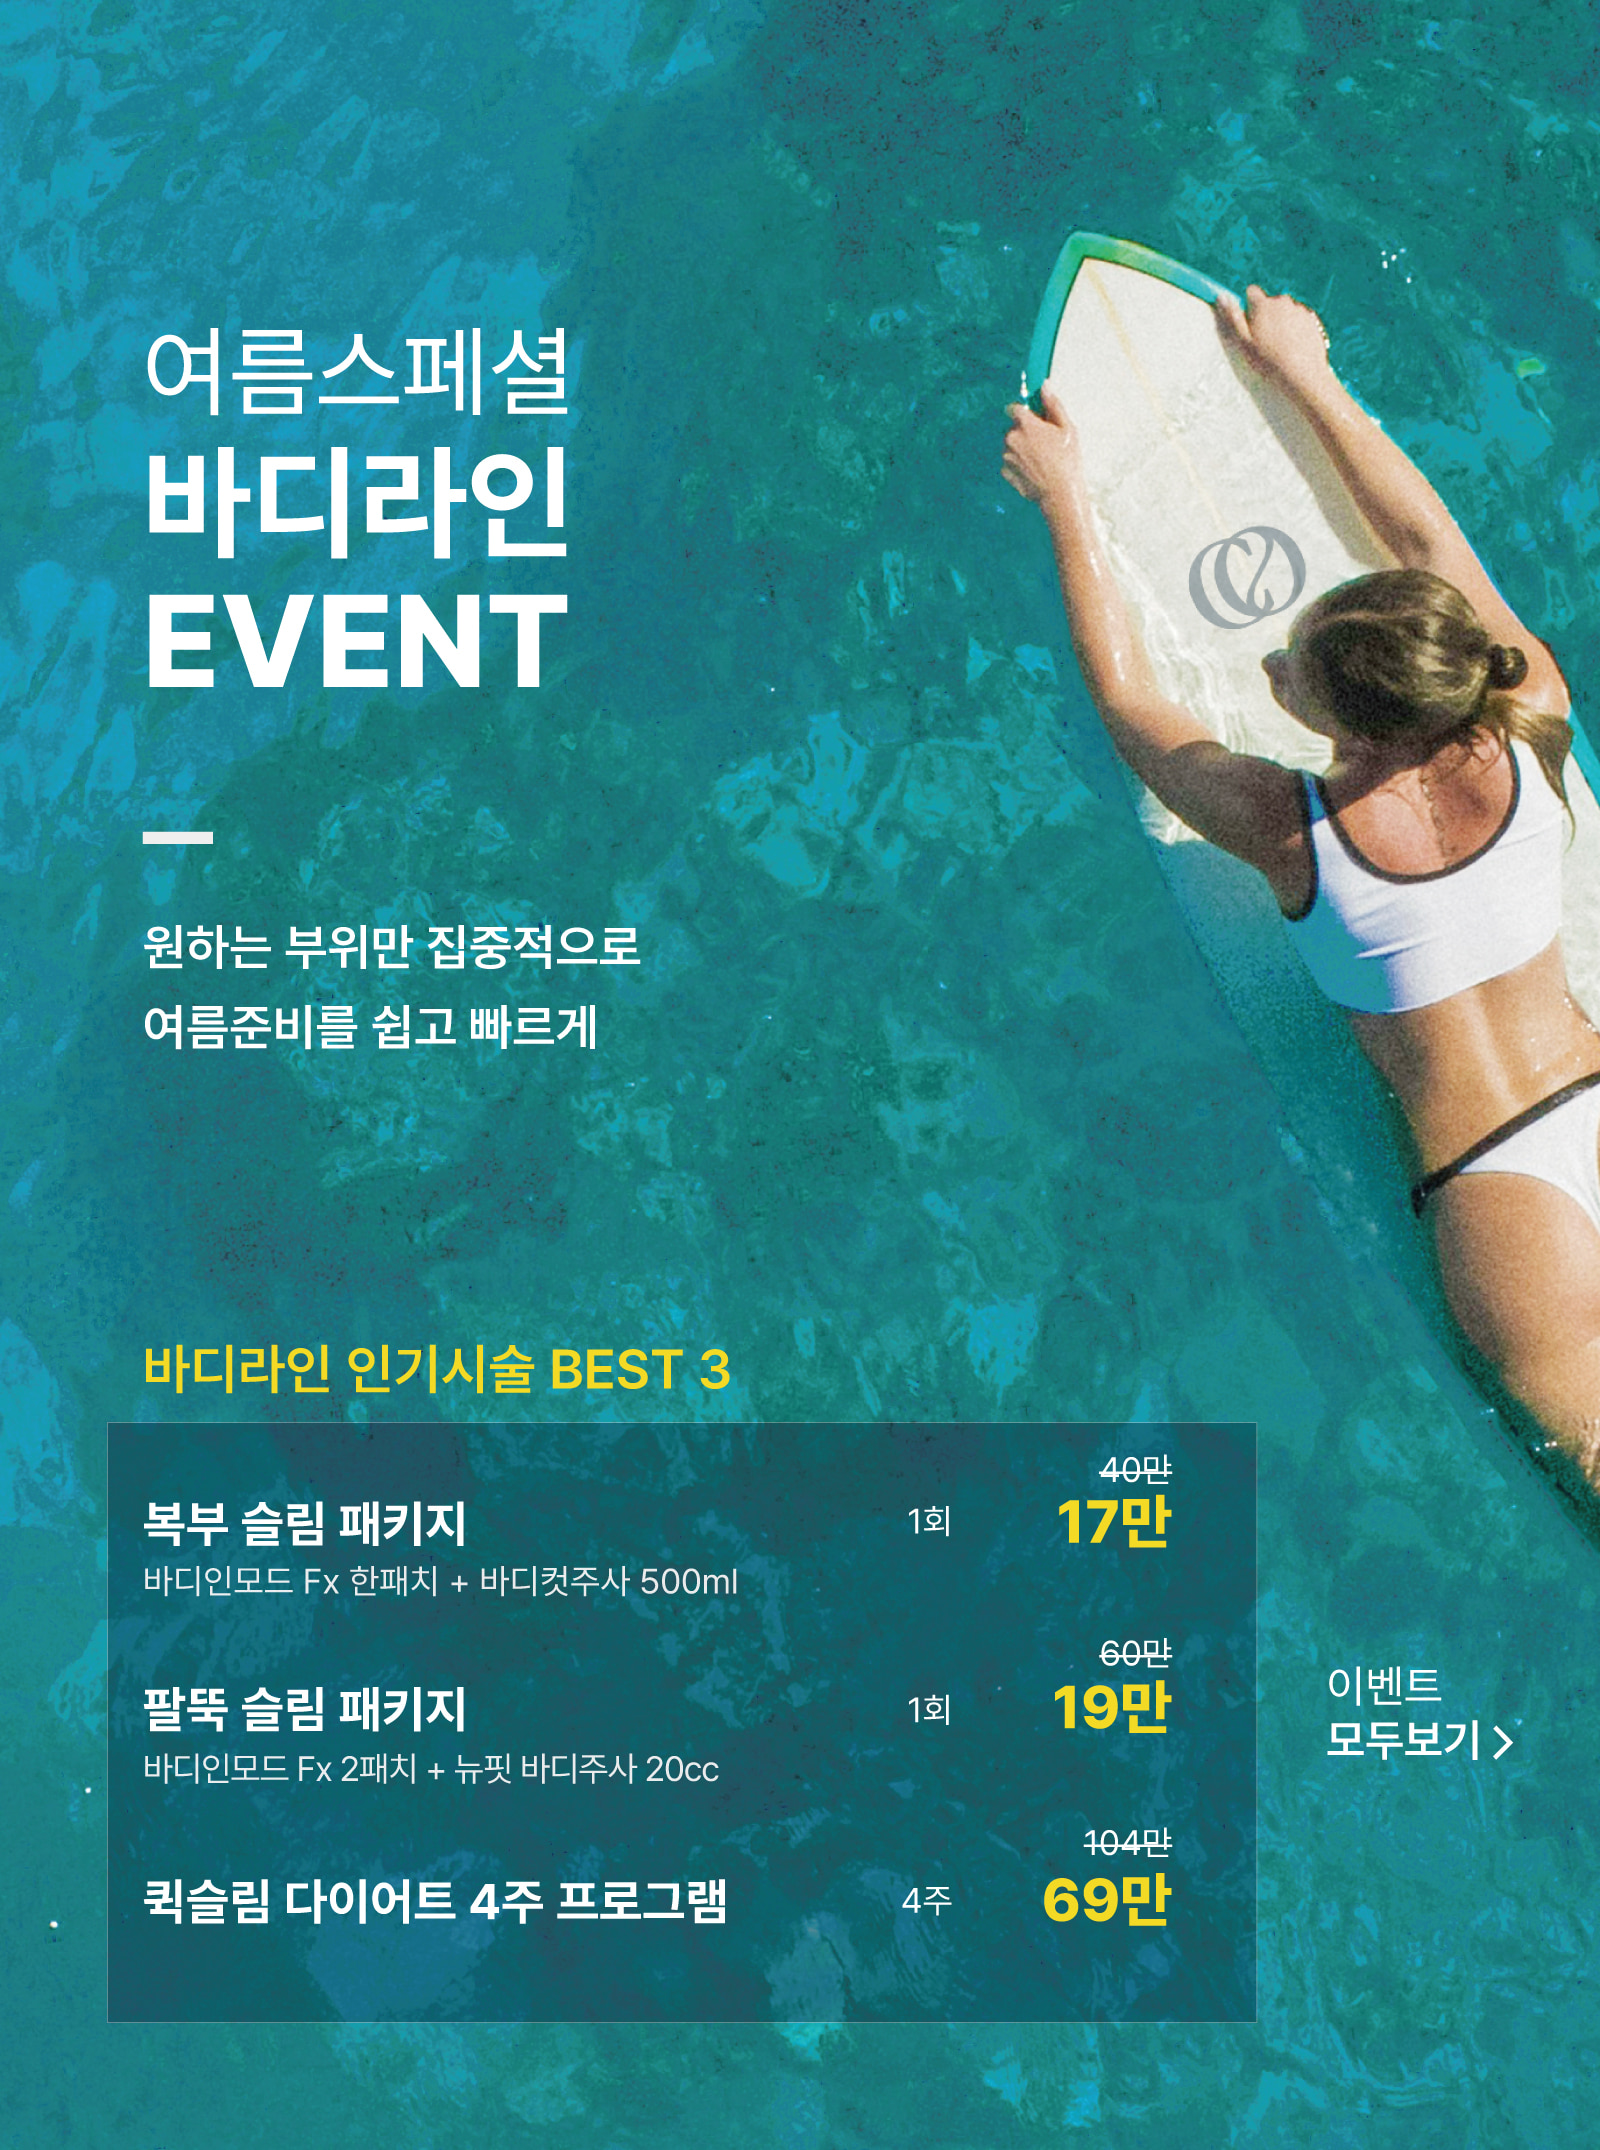 여름스페셜
바디라인
EVENT
원하는 부위만 집중적으로
여름준비를 쉽고 빠르게
바디라인 인기시술 BEST 3
40만
복부 슬림 패키지 1회 17만
바디인모드 Fx 한패치 + 바디컷주사 500ml
60만
팔뚝 슬림 패키지 1회 19만
바디인모드 Fx 2패치 + 뉴핏 바디주사 20cc
104만
퀵슬림 다이어트 4주 프로그램 4주 69만
이벤트
모두보기 >